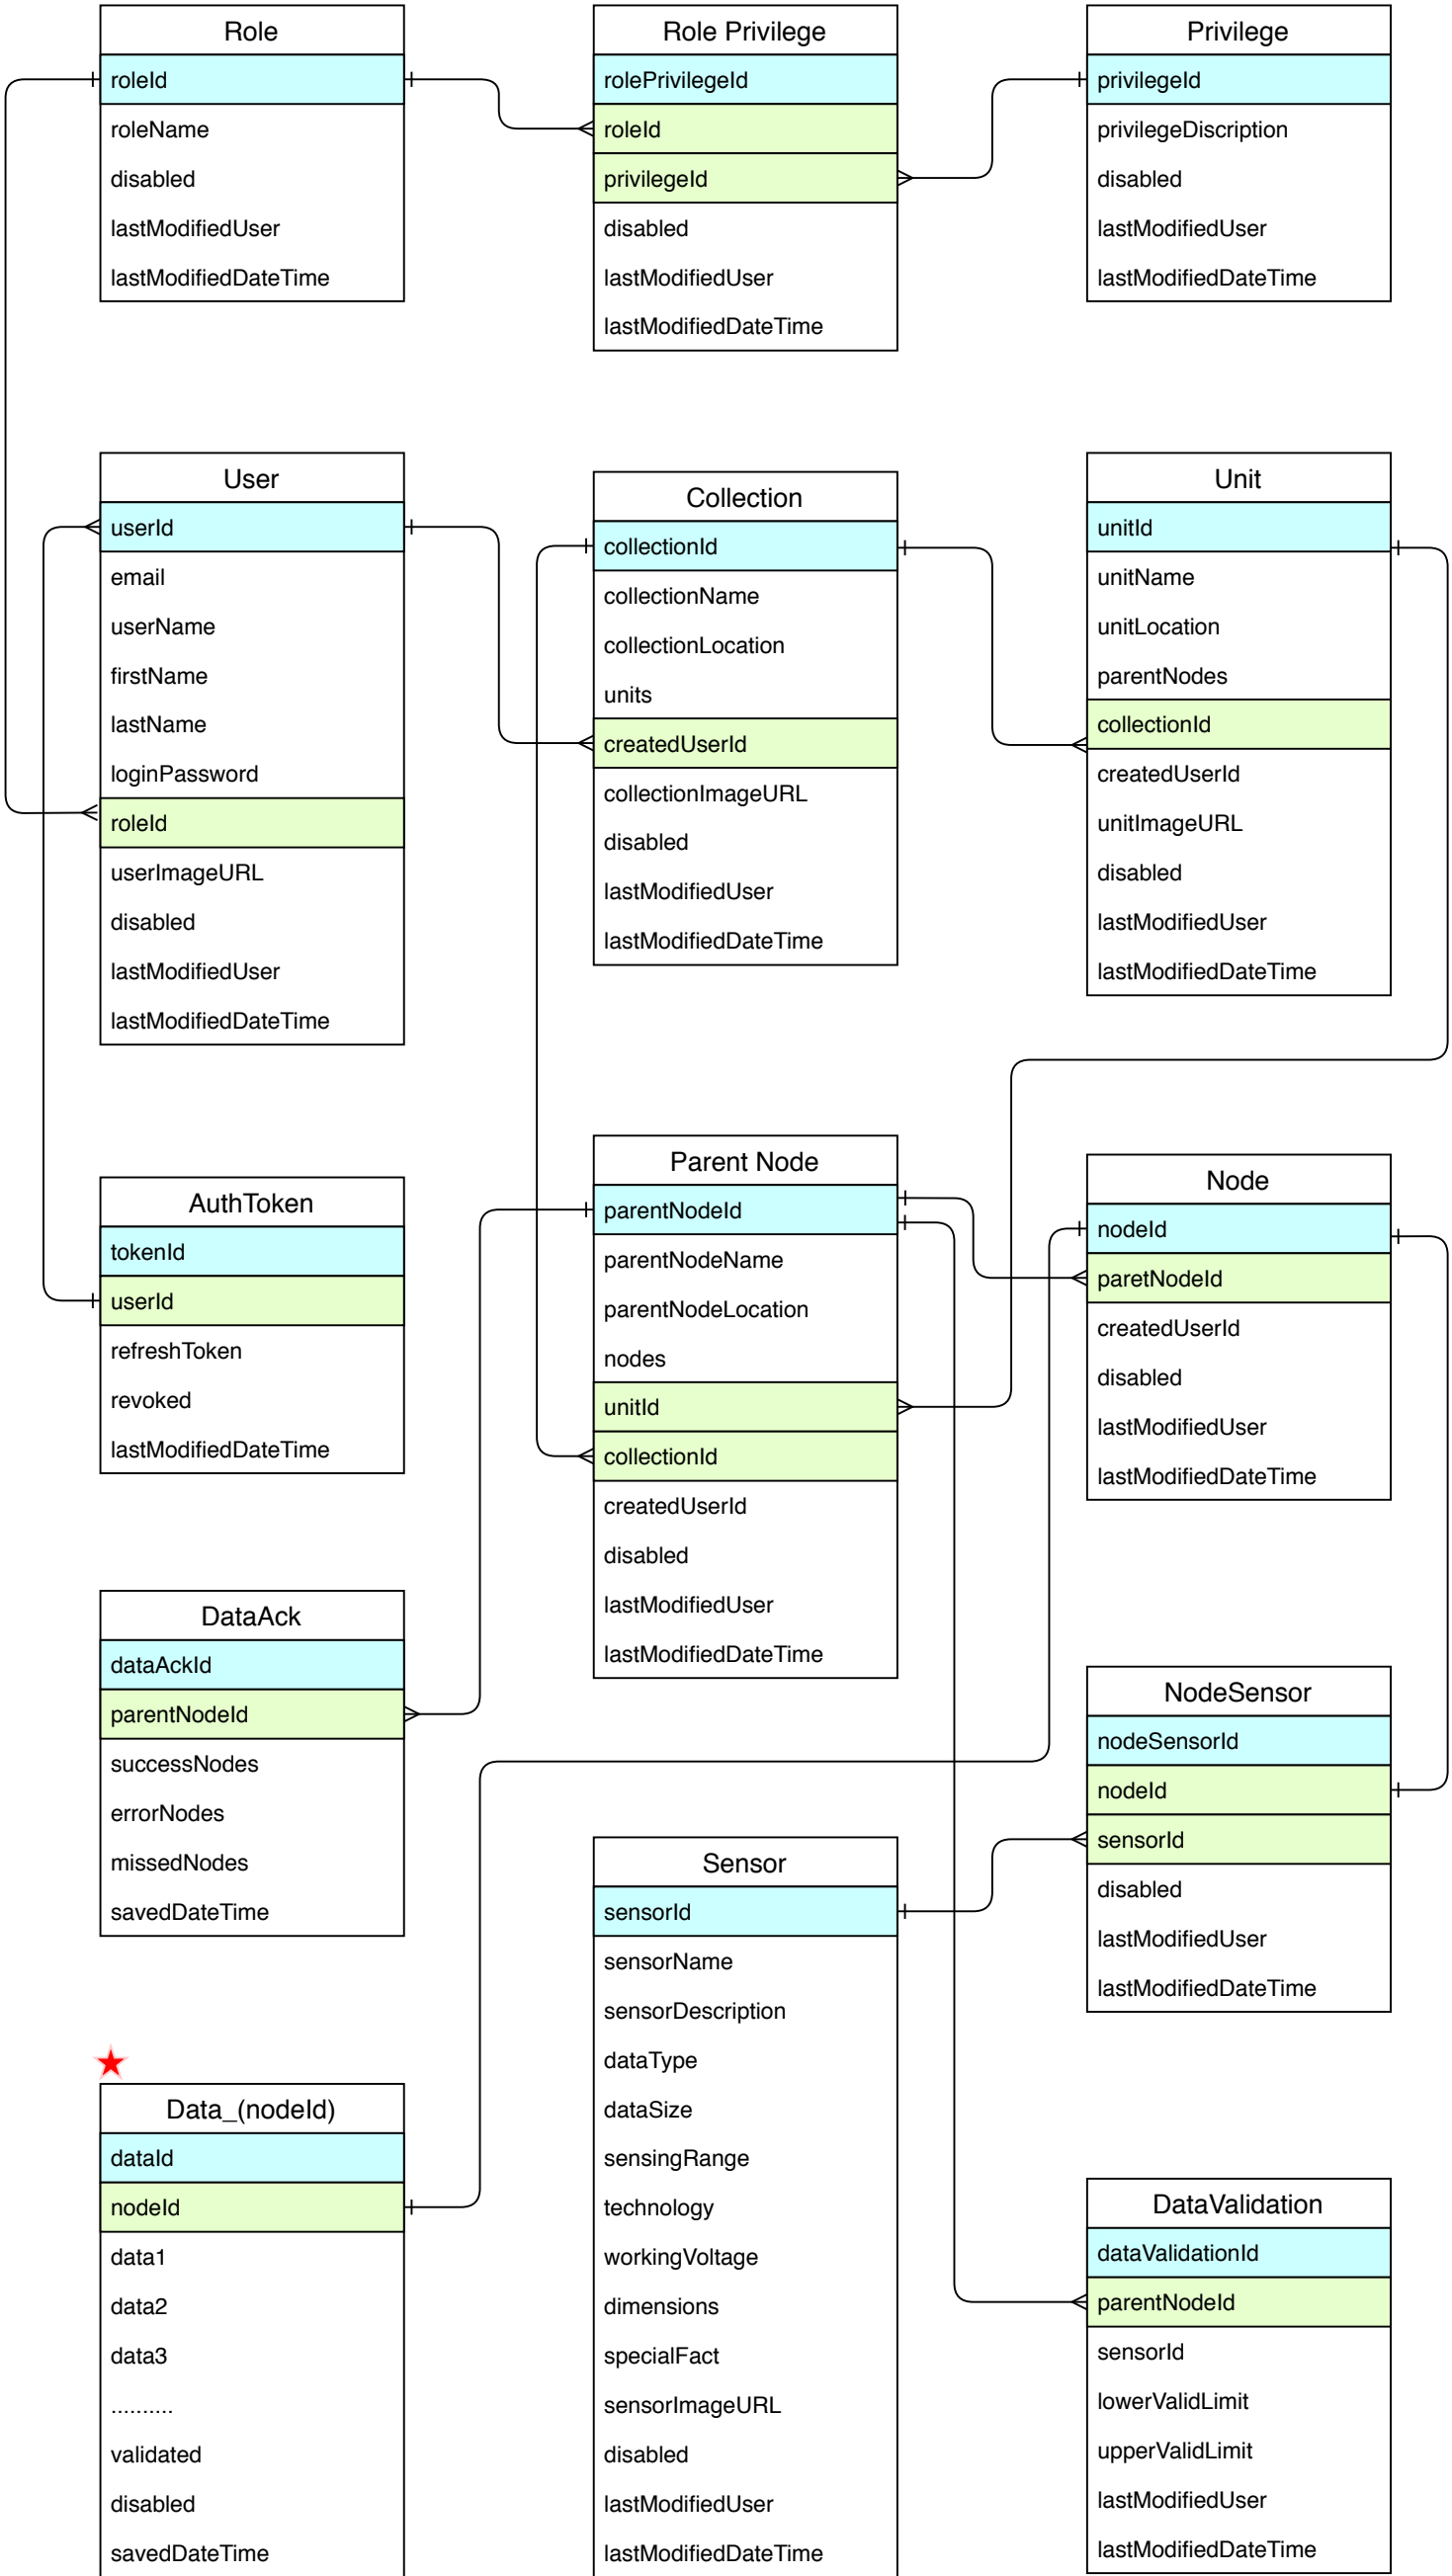 Role
roleId
roleName
disabled
lastModifiedUser
lastModifiedDateTime
Role Privilege
rolePrivilegeId
roleId
privilegeId
disabled
lastModifiedUser
lastModifiedDateTime
Privilege
privilegeId
privilegeDiscription
disabled
lastModifiedUser
lastModifiedDateTime
User
userId
email
userName
firstName
lastName
loginPassword
roleId
userImageURL
disabled
lastModifiedUser
lastModifiedDateTime
Collection
collectionId
collectionName
collectionLocation
units
createdUserId
collectionImageURL
disabled
lastModifiedUser
lastModifiedDateTime
Unit
unitId
unitName
unitLocation
parentNodes
collectionId
createdUserId
unitImageURL
disabled
lastModifiedUser
lastModifiedDateTime
AuthToken
tokenId
userId
refreshToken
revoked
lastModifiedDateTime
Parent Node
parentNodeId
parentNodeName
parentNodeLocation
nodes
unitId
collectionId
createdUserId
disabled
lastModifiedUser
lastModifiedDateTime
Node
nodeId
paretNodeId
createdUserId
disabled
lastModifiedUser
lastModifiedDateTime
DataAck
dataAckId
parentNodeId
successNodes
errorNodes
missedNodes
savedDateTime
NodeSensor
nodeSensorId
nodeId
sensorId
disabled
lastModifiedUser
lastModifiedDateTime
Sensor
sensorId
sensorName
sensorDescription
dataType
dataSize
sensingRange
technology
workingVoltage
dimensions
specialFact
sensorImageURL
disabled
lastModifiedUser
lastModifiedDateTime
Data_(nodeId)
dataId
nodeId
data1
data2
data3
..........
validated
disabled
savedDateTime
DataValidation
dataValidationId
parentNodeId
sensorId
lowerValidLimit
upperValidLimit
lastModifiedUser
lastModifiedDateTime